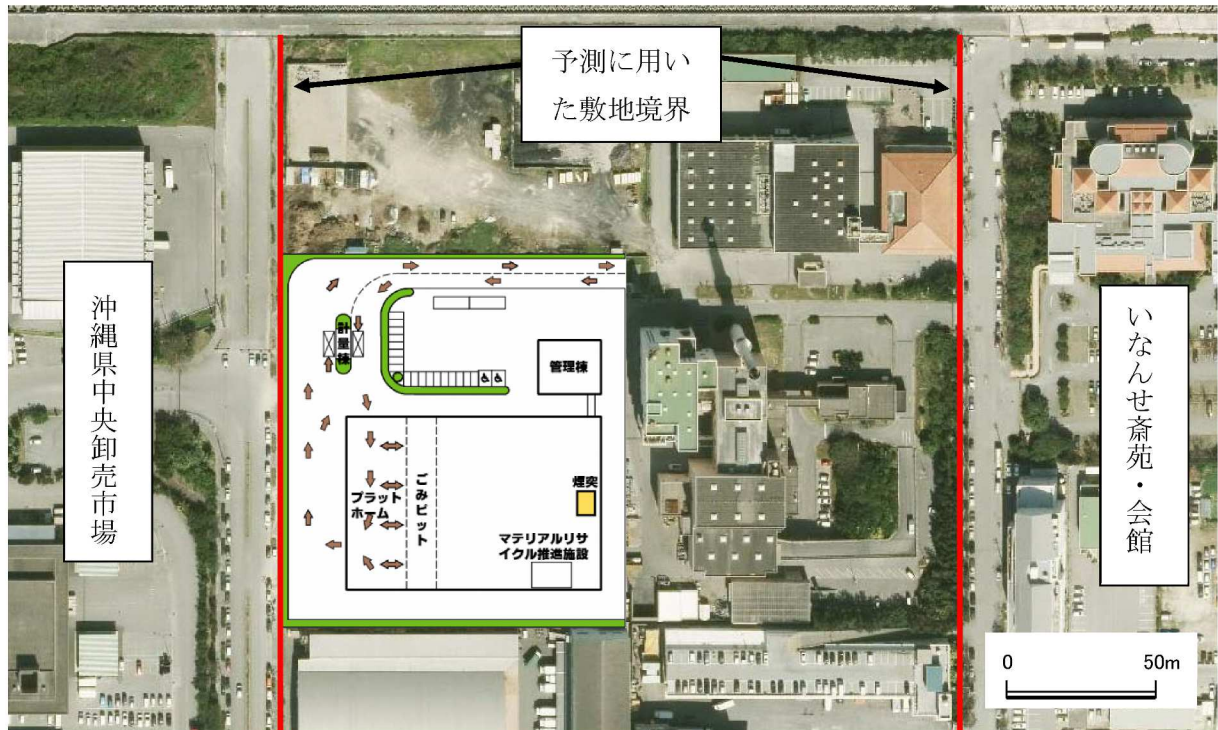 予測に用い
た敷地境界
沖縄県中央卸売市場
計量棟
管理棟
いなんせ斎苑・会館
プラット
ホーム
ごみピット
煙突
マテリアルリサ
イクル推進施設
0 50m